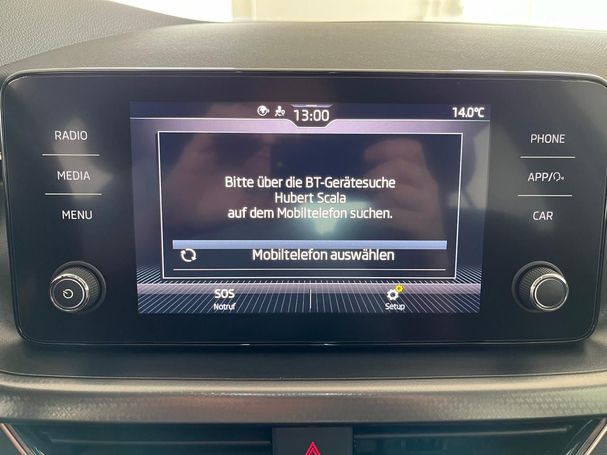 13:00
14.0°C
RADIO
MEDIA
MENU
Bitte über die BT-Gerätesuche
Hubert Scala
auf dem Mobiltelefon suchen.
Mobiltelefon auswählen
SOS
Notruf
Setup
PHONE
APP/
CAR